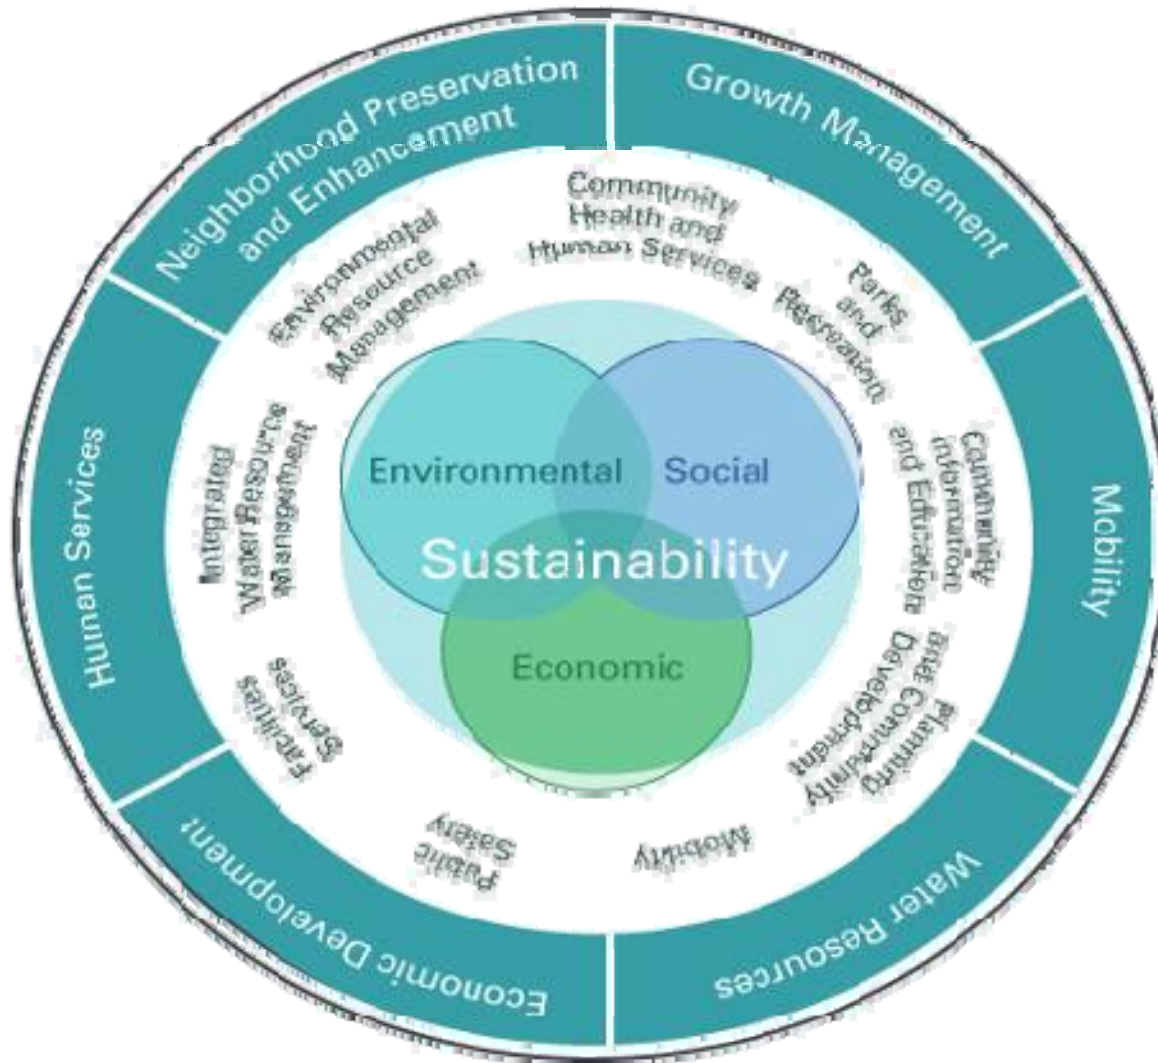 Neighborhood Preservation
and Enhancement
Growth Management
Mobility
Water Resources
Economic Development
Human Services
Community
Health and
Human Services
Parks
and
Recreation
Community
Information
and Education
Planning
and Community
Development
Mobility
Public
Safety
Facilities
Services
Integrated
Water Resource
Management
Environmental
Resource
Management
Environmental
Social
Sustainability
Economic